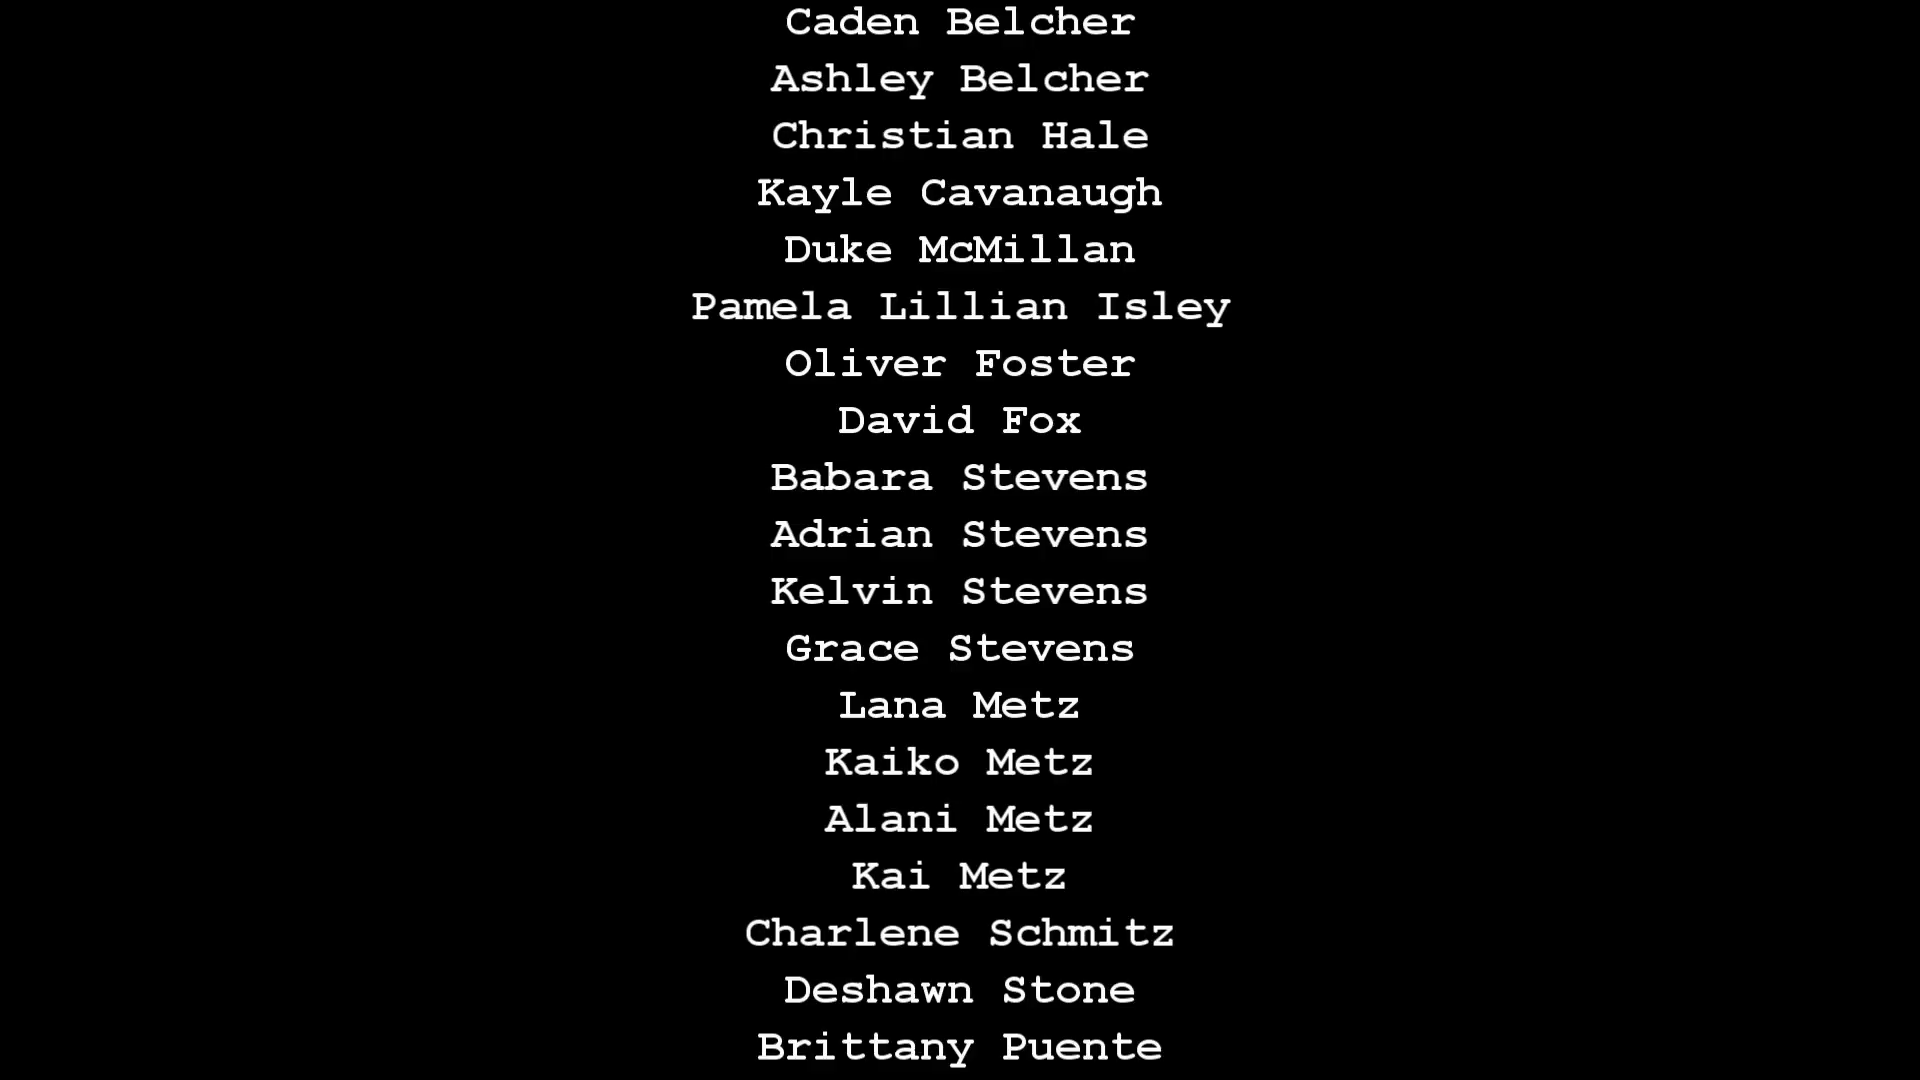 Caden Belcher
Ashley Belcher
Christian Hale
Kayle Cavanaugh
Duke McMillan
Pamela Lillian Isley
Oliver Foster
David Fox
Babara Stevens
Adrian Stevens
Kelvin Stevens
Grace Stevens
Lana Metz
Kaiko Metz
Alani Metz
Kai Metz
Charlene Schmitz
Deshawn Stone
Brittany Puente